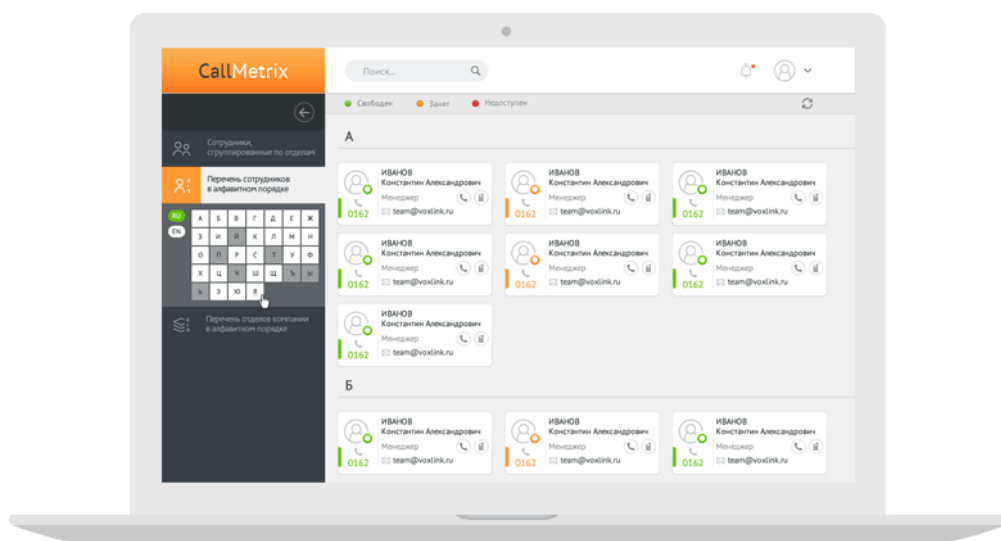 CallMetrix
Поиск...
Свободен
Занят
Недоступен
Сотрудники,
сгруппированные по отделам
Перечень сотрудников
в алфавитном порядке
RU
EN
А Б В Г Д Е Ж
З И Й К Л М Н
О П Р С Т У Ф
Х Ц Ч Ш Щ Ъ Ы
Ь Э Ю Я
Перечень отделов компании
в алфавитном порядке
А
ИВАНОВ
Константин Александрович
Менеджер
0162
team@voxlink.ru
ИВАНОВ
Константин Александрович
Менеджер
0162
team@voxlink.ru
ИВАНОВ
Константин Александрович
Менеджер
0162
team@voxlink.ru
ИВАНОВ
Константин Александрович
Менеджер
0162
team@voxlink.ru
ИВАНОВ
Константин Александрович
Менеджер
0162
team@voxlink.ru
ИВАНОВ
Константин Александрович
Менеджер
0162
team@voxlink.ru
ИВАНОВ
Константин Александрович
Менеджер
0162
team@voxlink.ru
Б
ИВАНОВ
Константин Александрович
Менеджер
0162
team@voxlink.ru
ИВАНОВ
Константин Александрович
Менеджер
0162
team@voxlink.ru
ИВАНОВ
Константин Александрович
Менеджер
0162
team@voxlink.ru